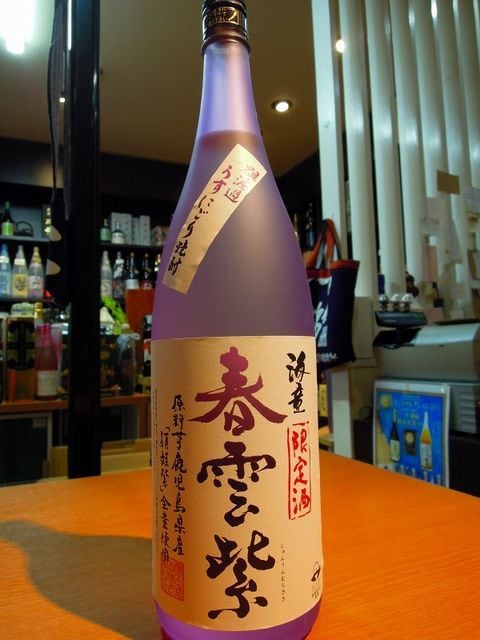 粗濾過
うすにごり焼酎
海童
限定酒
春雲紫
しゅんうんむらさき
原料芋鹿児島県産
「頴娃紫」全量使用